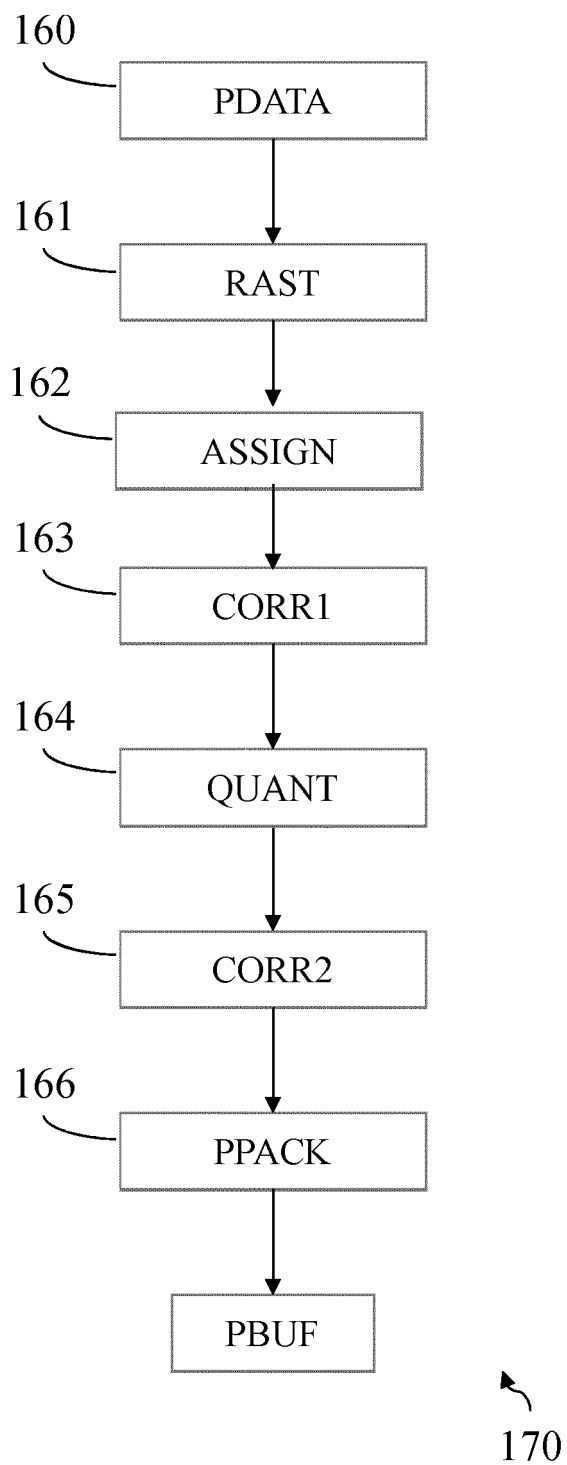 160
PDATA
161
RAST
162
ASSIGN
163
CORR1
164
QUANT
165
CORR2
166
PPACK
PBUF
170